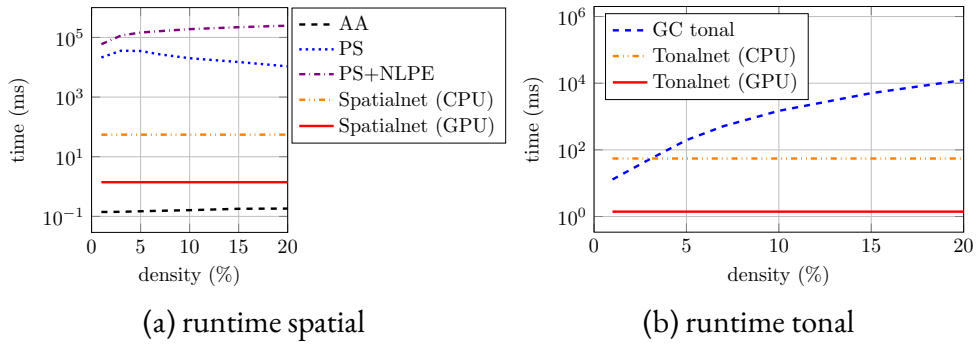 10^5
10^3
10^1
10^−1
time (ms)
0 5 10 15 20
density (%)
AA
PS
PS+NLPE
Spatialnet (CPU)
Spatialnet (GPU)
(a) runtime spatial
10^6
10^4
10^2
10^0
time (ms)
0 5 10 15 20
density (%)
GC tonal
Tonalnet (CPU)
Tonalnet (GPU)
(b) runtime tonal